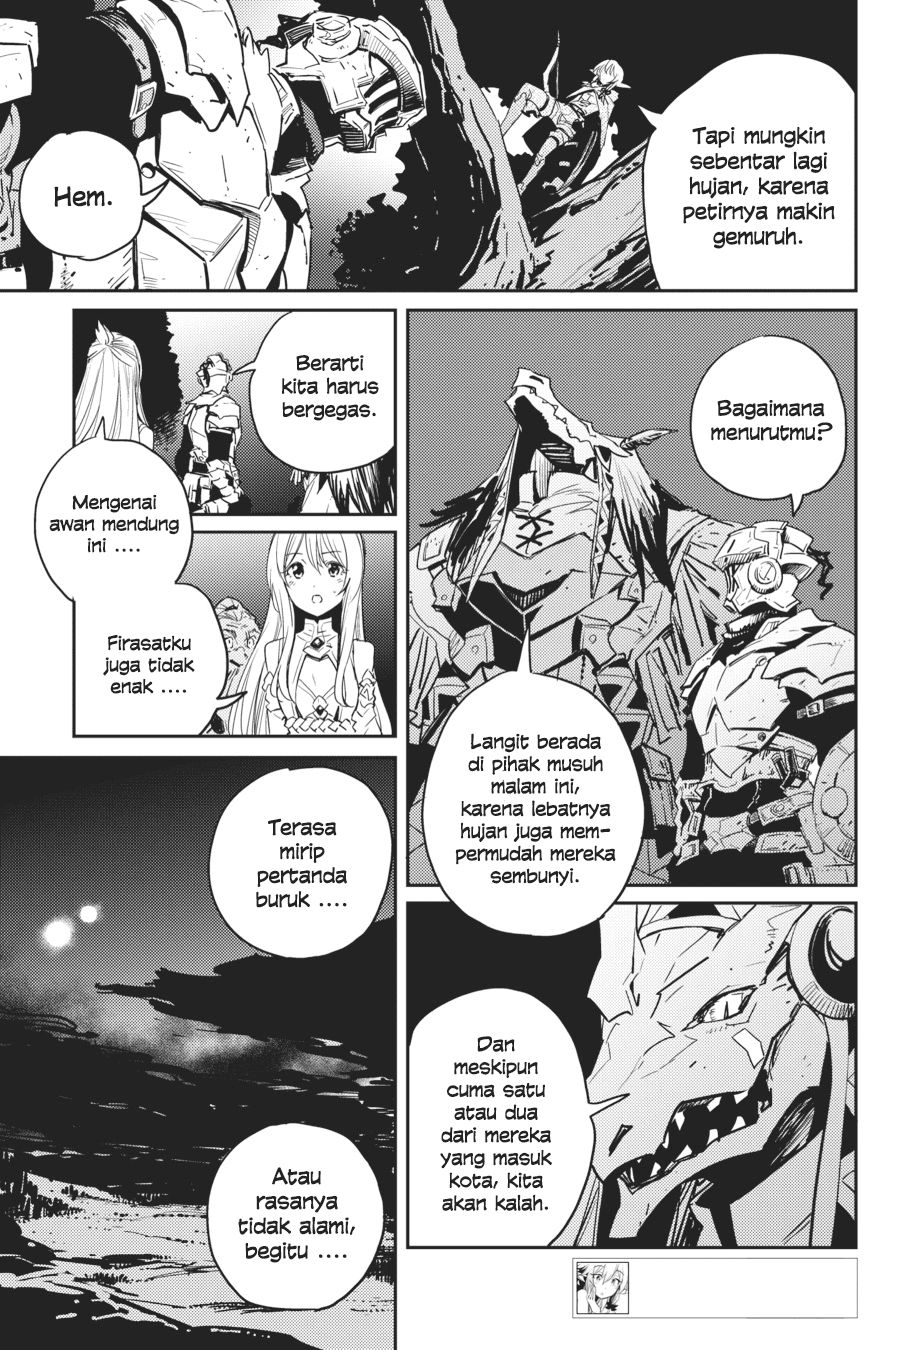 Tapi mungkin
sebentar lagi
hujan, karena
petirnya makin
gemuruh.
Hem.
Bagaimana
menurutmu?
Langit berada
di pihak musuh
malam ini,
karena lebatnya
hujan juga mem-
permudah mereka
sembunyi.
Berarti
kita harus
bergegas.
Mengenai
awan mendung
ini ....
Firasatku
juga tidak
enak ....
Dan
meskipun
cuma satu
atau dua
dari mereka
yang masuk
kota, kita
akan kalah.
Terasa
mirip
pertanda
buruk ....
Atau
rasanya
tidak alami,
begitu ....